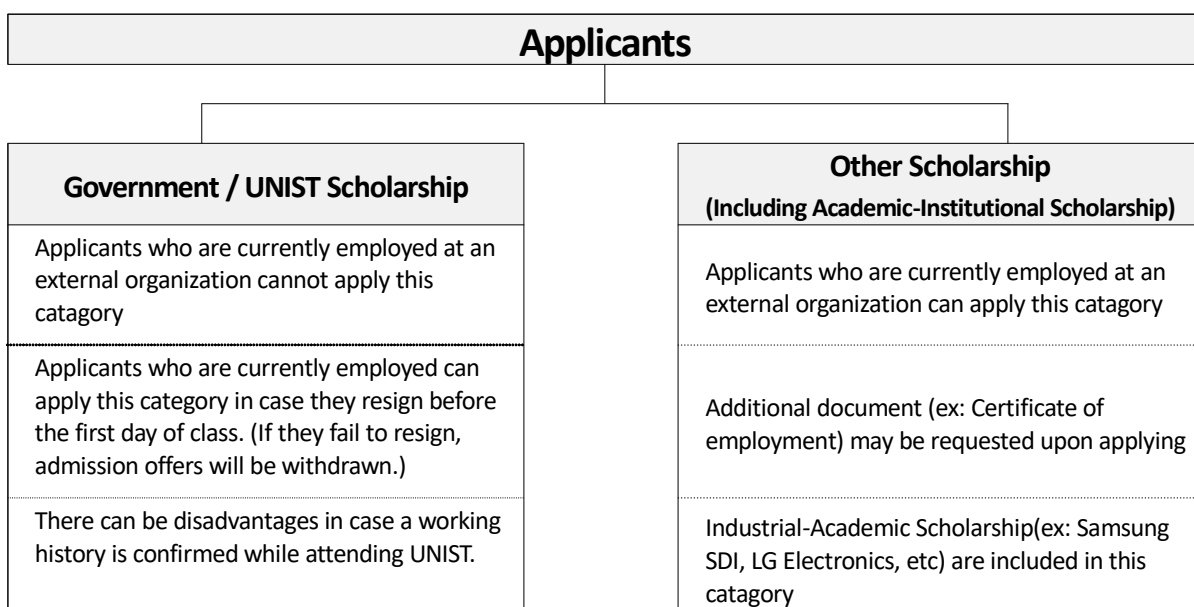 Applicants
Government / UNIST Scholarship
Applicants who are currently employed at an
external organization cannot apply this
catagory
Applicants who are currently employed can
apply this category in case they resign before
the first day of class. (If they fail to resign,
admission offers will be withdrawn.)
There can be disadvantages in case a working
history is confirmed while attending UNIST.
Other Scholarship
(Including Academic-Institutional Scholarship)
Applicants who are currently employed at an
external organization can apply this catagory
Additional document (ex: Certificate of
employment) may be requested upon applying
Industrial-Academic Scholarship(ex: Samsung
SDI, LG Electronics, etc) are included in this
catagory